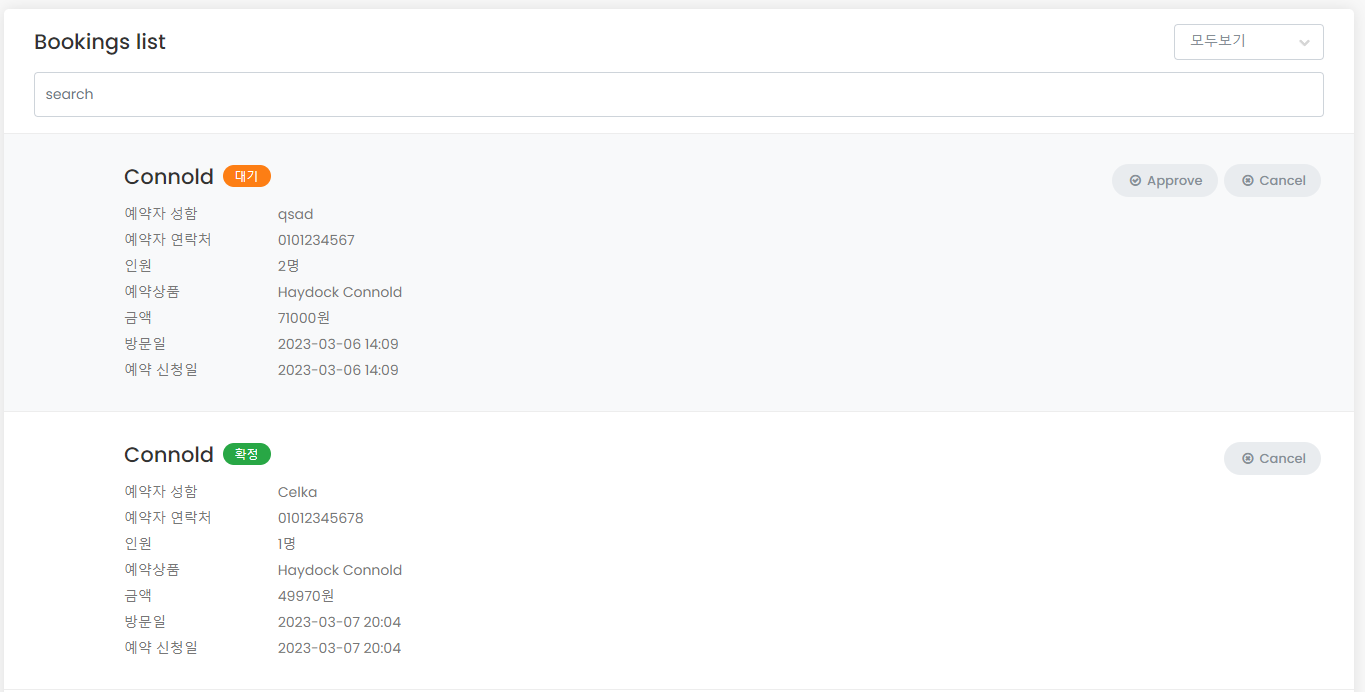 Bookings list
모두보기
search
Connold 대기
Approve Cancel
예약자 성함 qsad
예약자 연락처 0101234567
인원 2명
예약상품 Haydock Connold
금액 71000원
방문일 2023-03-06 14:09
예약 신청일 2023-03-06 14:09
Connold 확정
Cancel
예약자 성함 Celka
예약자 연락처 01012345678
인원 1명
예약상품 Haydock Connold
금액 49970원
방문일 2023-03-07 20:04
예약 신청일 2023-03-07 20:04